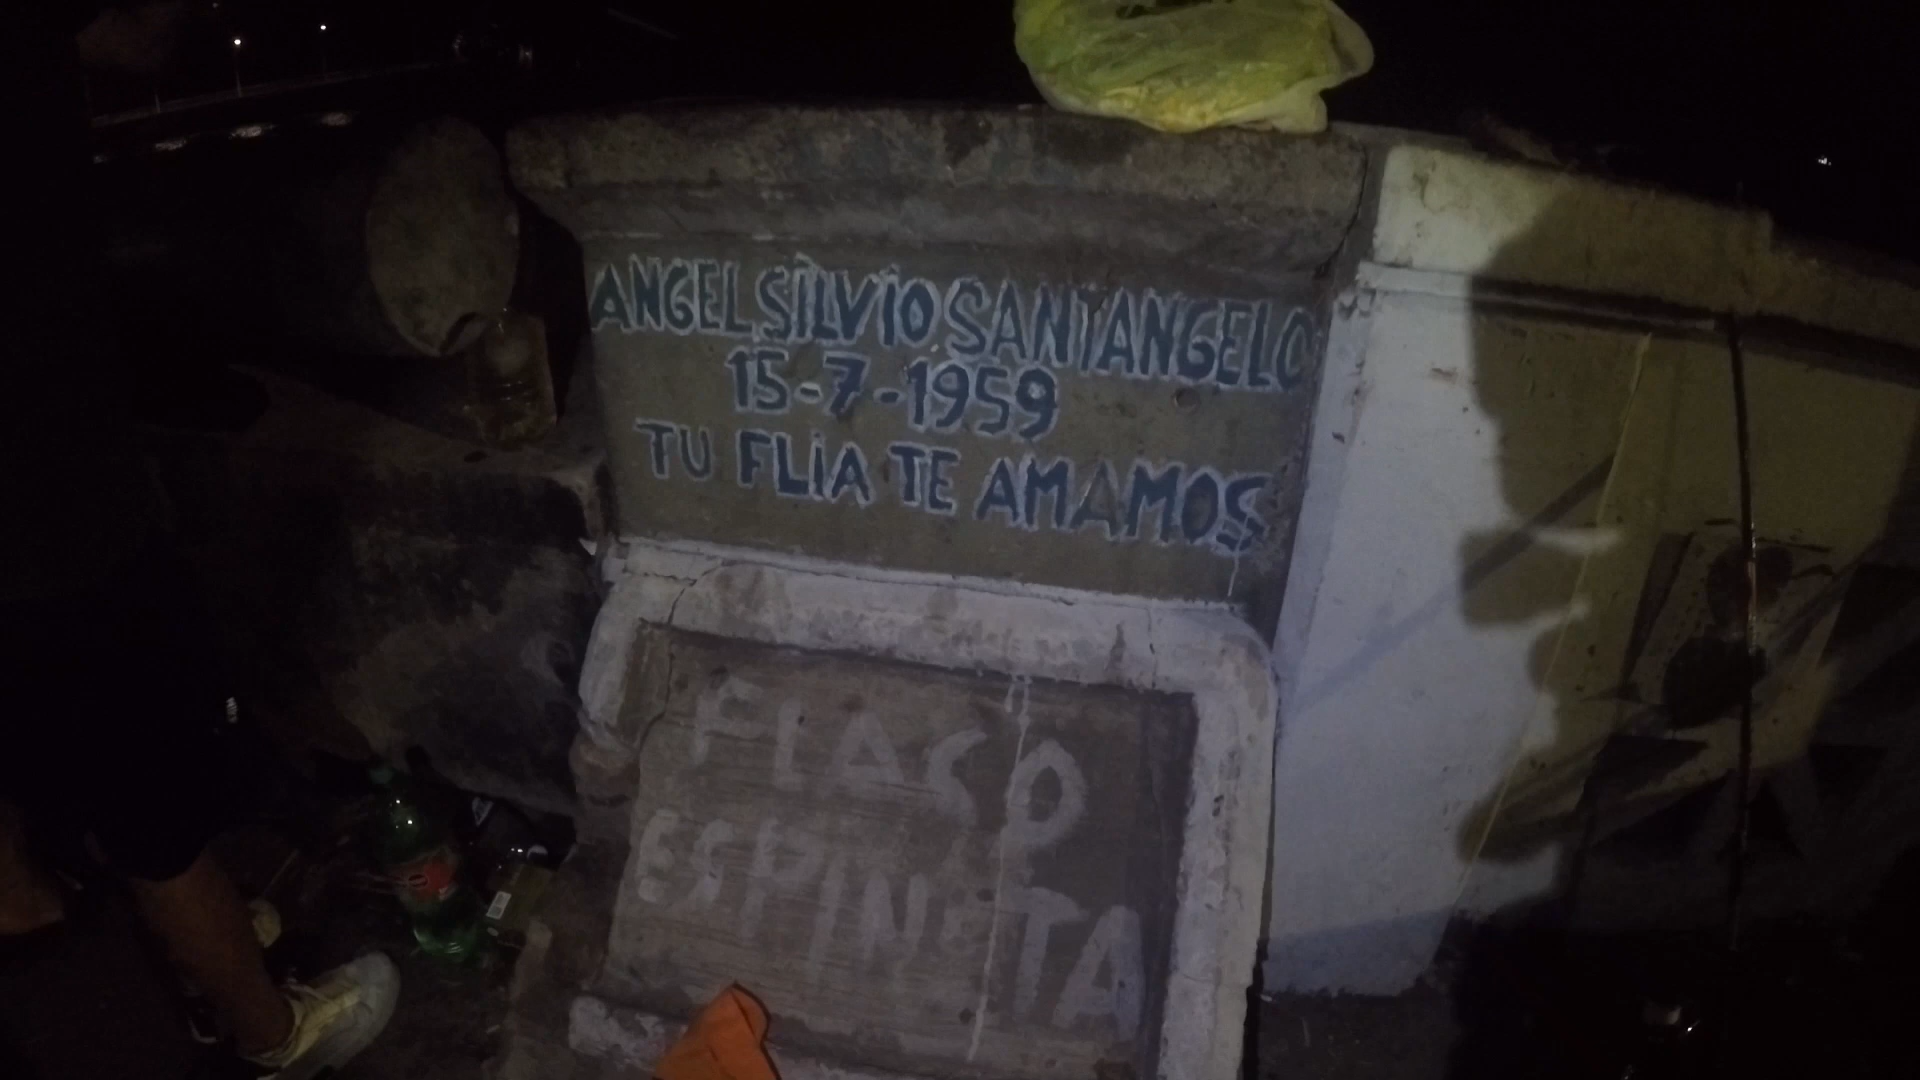 ANGEL SILVIO SANTANGELO
15-7-1959
TU FLIA TE AMAMOS
FLACO
ESPINETA